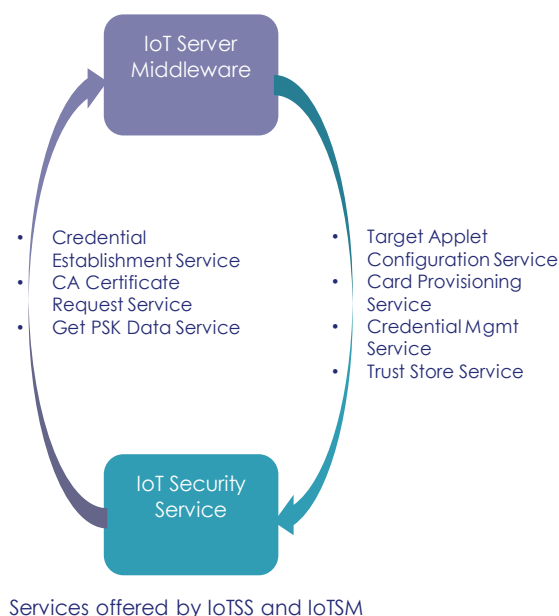 IoT Server
Middleware
• Credential
Establishment Service
• CA Certificate
Request Service
• Get PSK Data Service
• Target Applet
Configuration Service
• Card Provisioning
Service
• Credential Mgmt
Service
• Trust Store Service
IoT Security
Service
Services offered by IoTSS and IoTSM